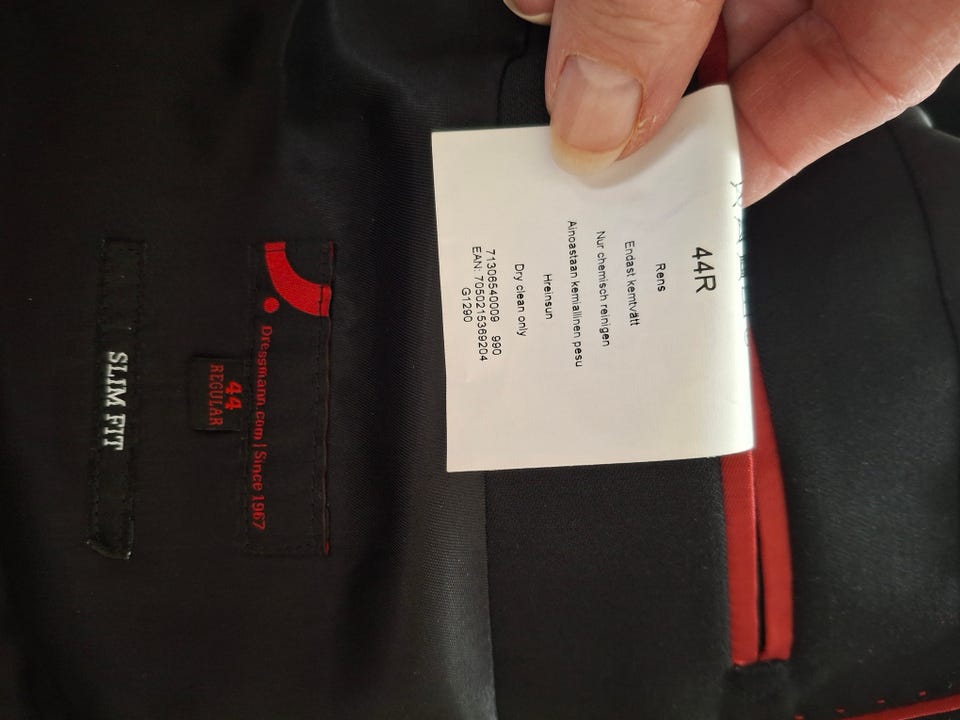 44R
Rens
Endast kemtvätt
Nur chemisch reinigen
Ainoastaan kemiallinen pesu
Hreinsun
Dry clean only
71306540009 990
EAN: 7050215369204
G1290
Dressmann.com | Since 1967
44
REGULAR
SLIM FIT